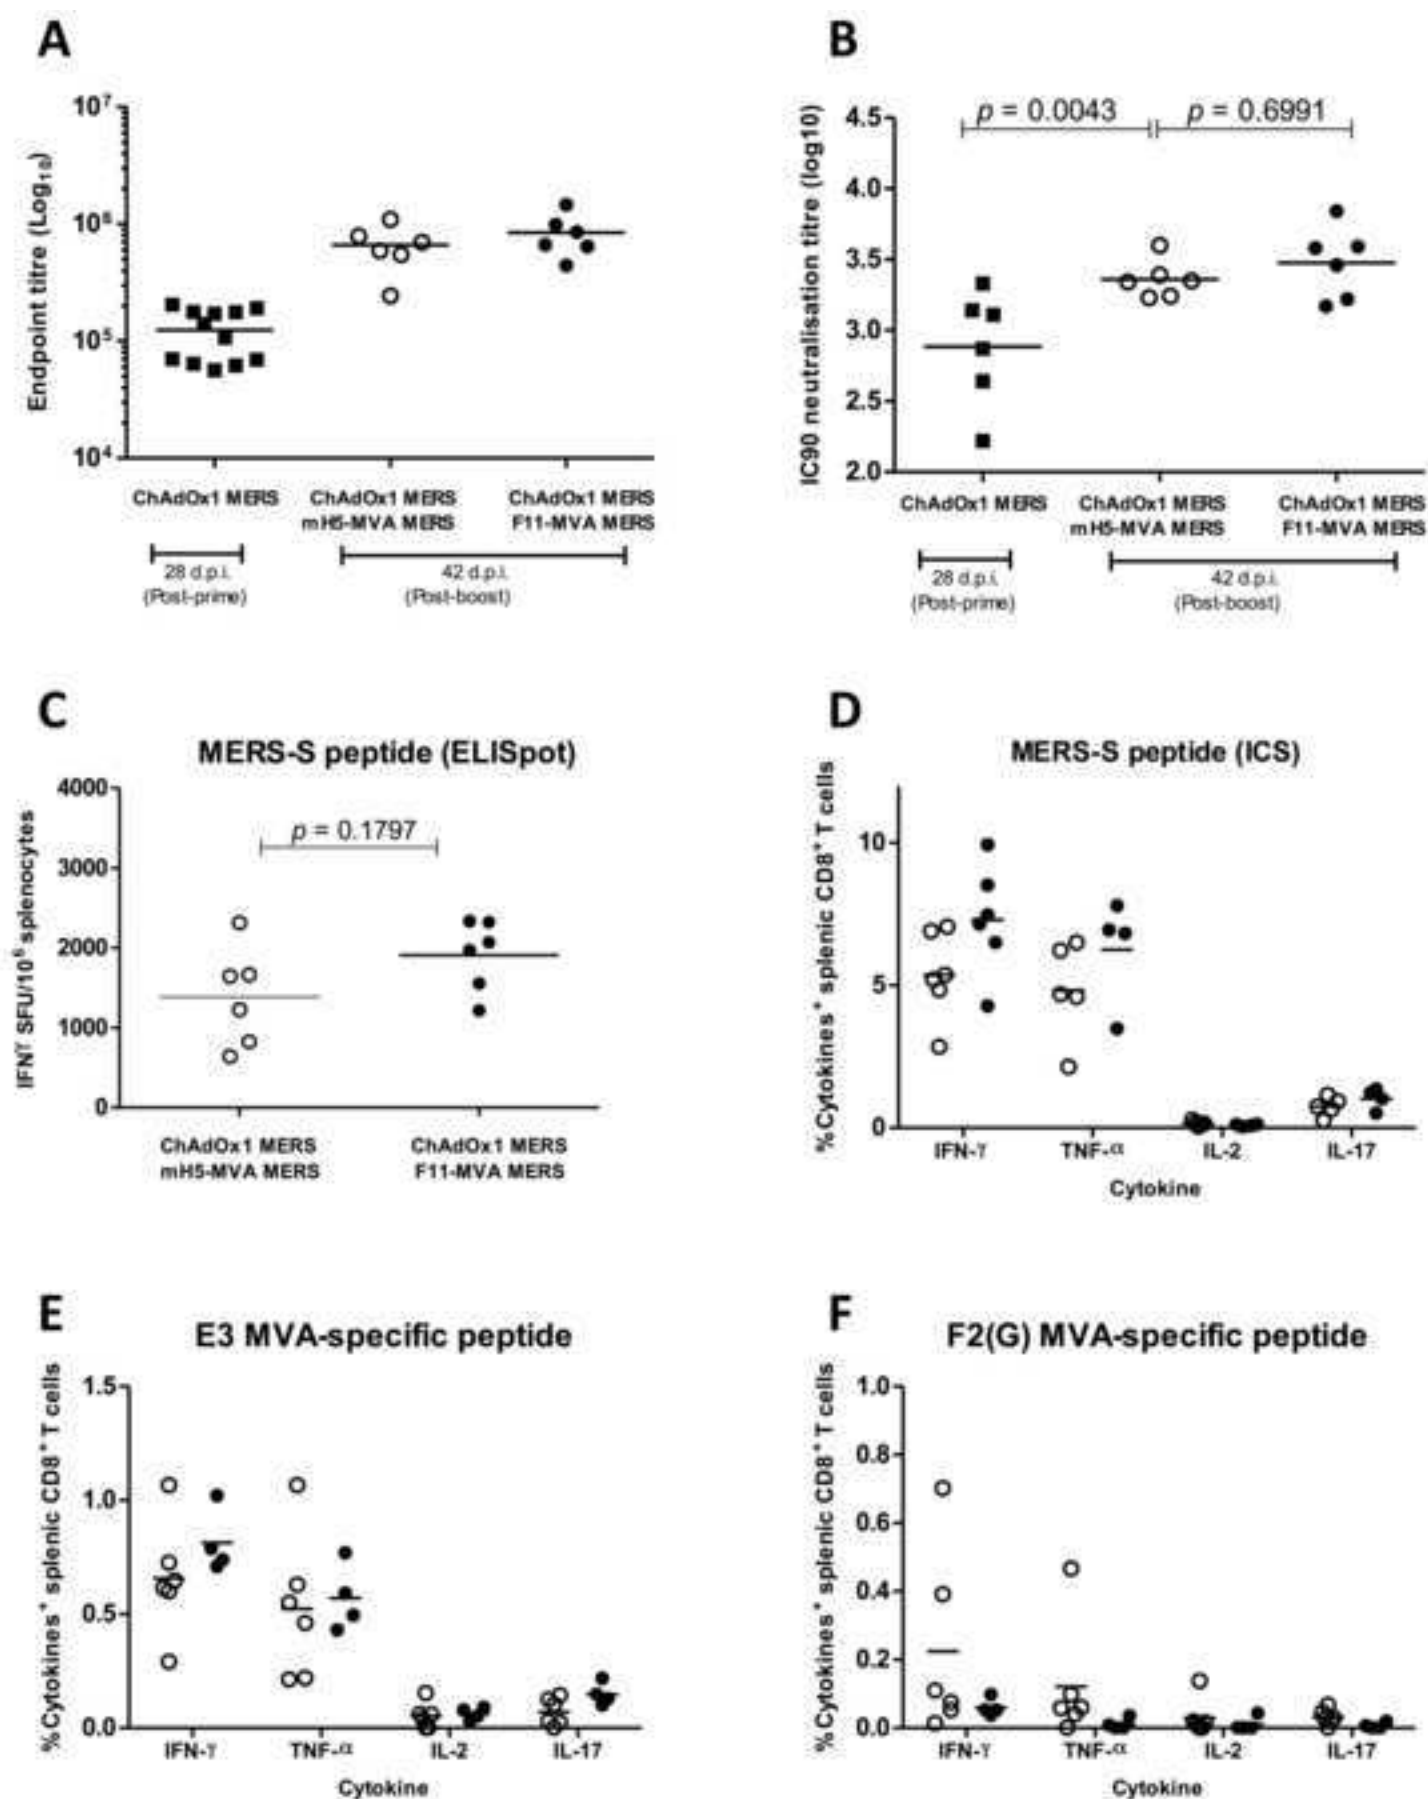 A
Endpoint titre (Log₁₀)
10⁷
10⁶
10⁵
10⁴
ChAdOx1 MERS
ChAdOx1 MERS
mH5-MVA MERS
ChAdOx1 MERS
F11-MVA MERS
28 d.p.i.
(Post-prime)
42 d.p.i.
(Post-boost)
B
IC90 neutralisation titre (log10)
p = 0.0043
p = 0.6991
4.5
4.0
3.5
3.0
2.5
2.0
ChAdOx1 MERS
ChAdOx1 MERS
mH5-MVA MERS
ChAdOx1 MERS
F11-MVA MERS
28 d.p.i.
(Post-prime)
42 d.p.i.
(Post-boost)
C
MERS-S peptide (ELISpot)
IFNᵞ SFU/10⁶ splenocytes
p = 0.1797
4000
3000
2000
1000
0
ChAdOx1 MERS
mH5-MVA MERS
ChAdOx1 MERS
F11-MVA MERS
D
MERS-S peptide (ICS)
%Cytokines⁺ splenic CD8⁺ T cells
10
5
0
IFN-γ
TNF-α
IL-2
IL-17
Cytokine
E
E3 MVA-specific peptide
%Cytokines⁺ splenic CD8⁺ T cells
1.5
1.0
0.5
0.0
IFN-γ
TNF-α
IL-2
IL-17
Cytokine
F
F2(G) MVA-specific peptide
%Cytokines⁺ splenic CD8⁺ T cells
1.0
0.8
0.6
0.4
0.2
0.0
IFN-γ
TNF-α
IL-2
IL-17
Cytokine